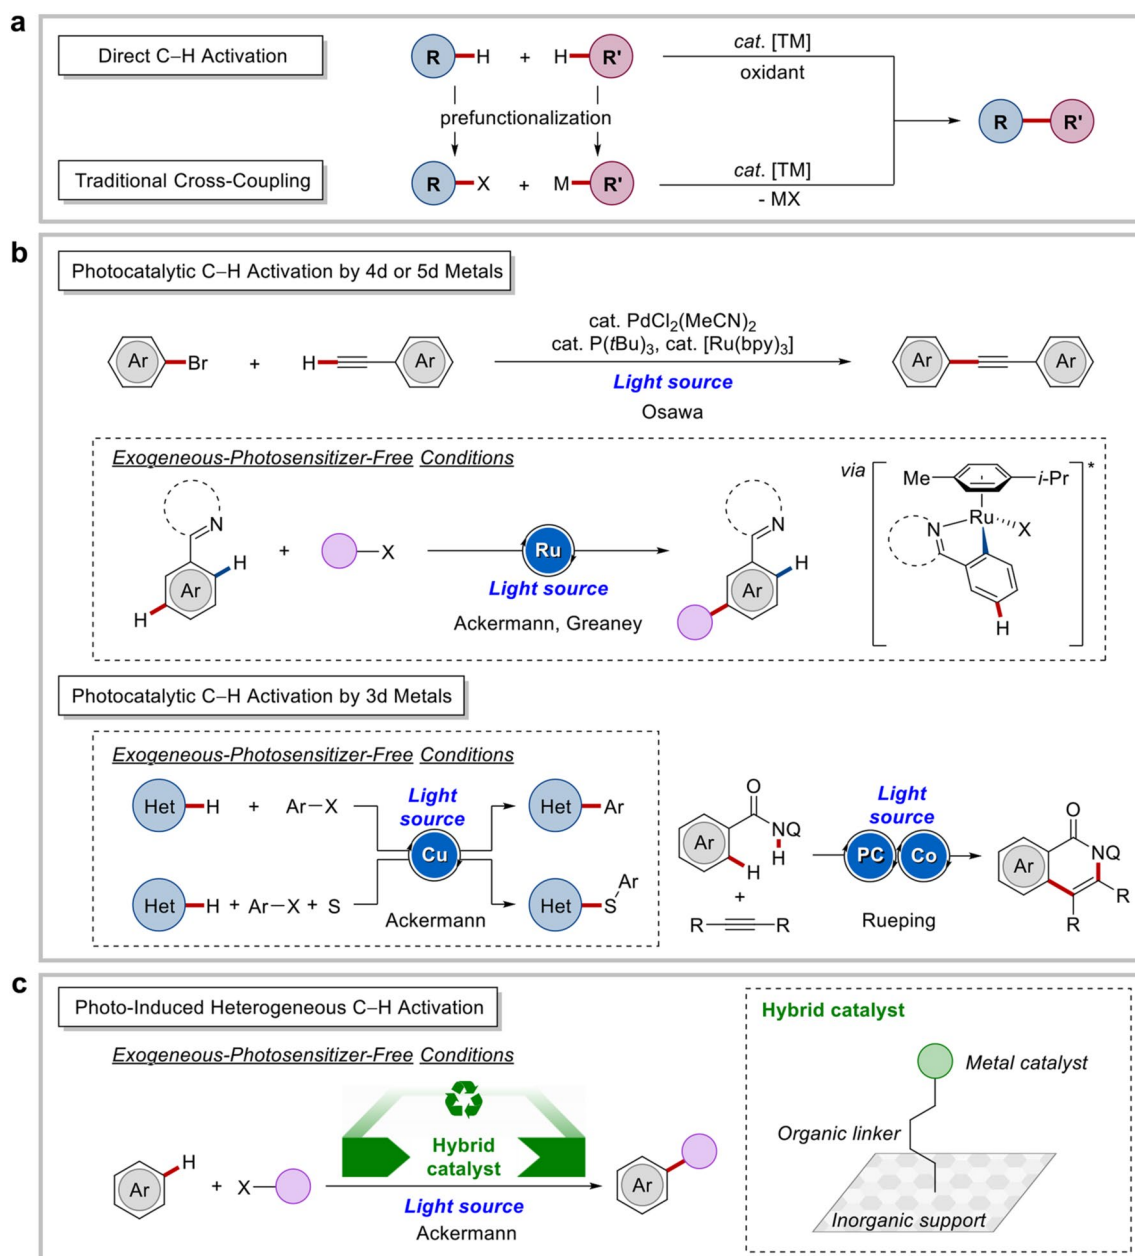 a
Direct C–H Activation
R H + H R'
cat. [TM]
oxidant
prefunctionalization
R R'
Traditional Cross-Coupling
R X + M R'
cat. [TM]
- MX
b
Photocatalytic C–H Activation by 4d or 5d Metals
Ar Br + H Ar
cat. PdCl2(MeCN)2
cat. P(tBu)3, cat. [Ru(bpy)3]
Light source
Osawa
Ar Ar
Exogeneous-Photosensitizer-Free Conditions
N
H
Ar
H
+
X
Ru
Light source
Ackermann, Greaney
N
H
Ar
via
*
Me i-Pr
Ru
N X
H
Photocatalytic C–H Activation by 3d Metals
Exogeneous-Photosensitizer-Free Conditions
Het H + Ar–X
Light
source
Cu
Het Ar
Het H + Ar–X + S
Ackermann
Ar
Het S
O
NQ
Ar H
H
+
R R
Light
source
PC Co
Rueping
O
NQ
Ar
R
R
c
Photo-Induced Heterogeneous C–H Activation
Exogeneous-Photosensitizer-Free Conditions
H
Ar + X
Hybrid
catalyst
Light source
Ackermann
Ar
Hybrid catalyst
Metal catalyst
Organic linker
Inorganic support